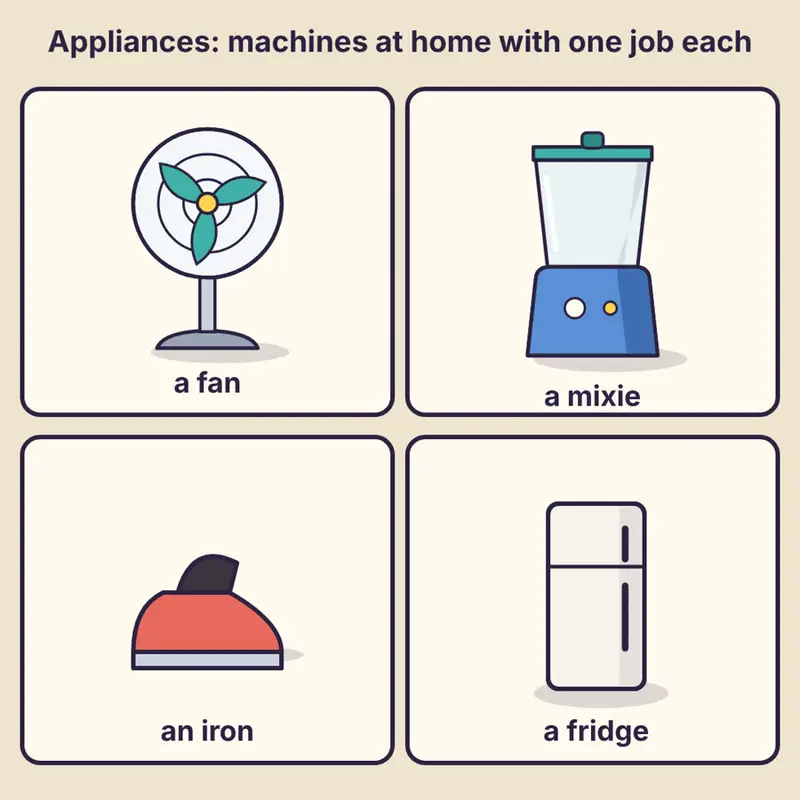 Appliances: machines at home with one job each
a fan
a mixie
an iron
a fridge